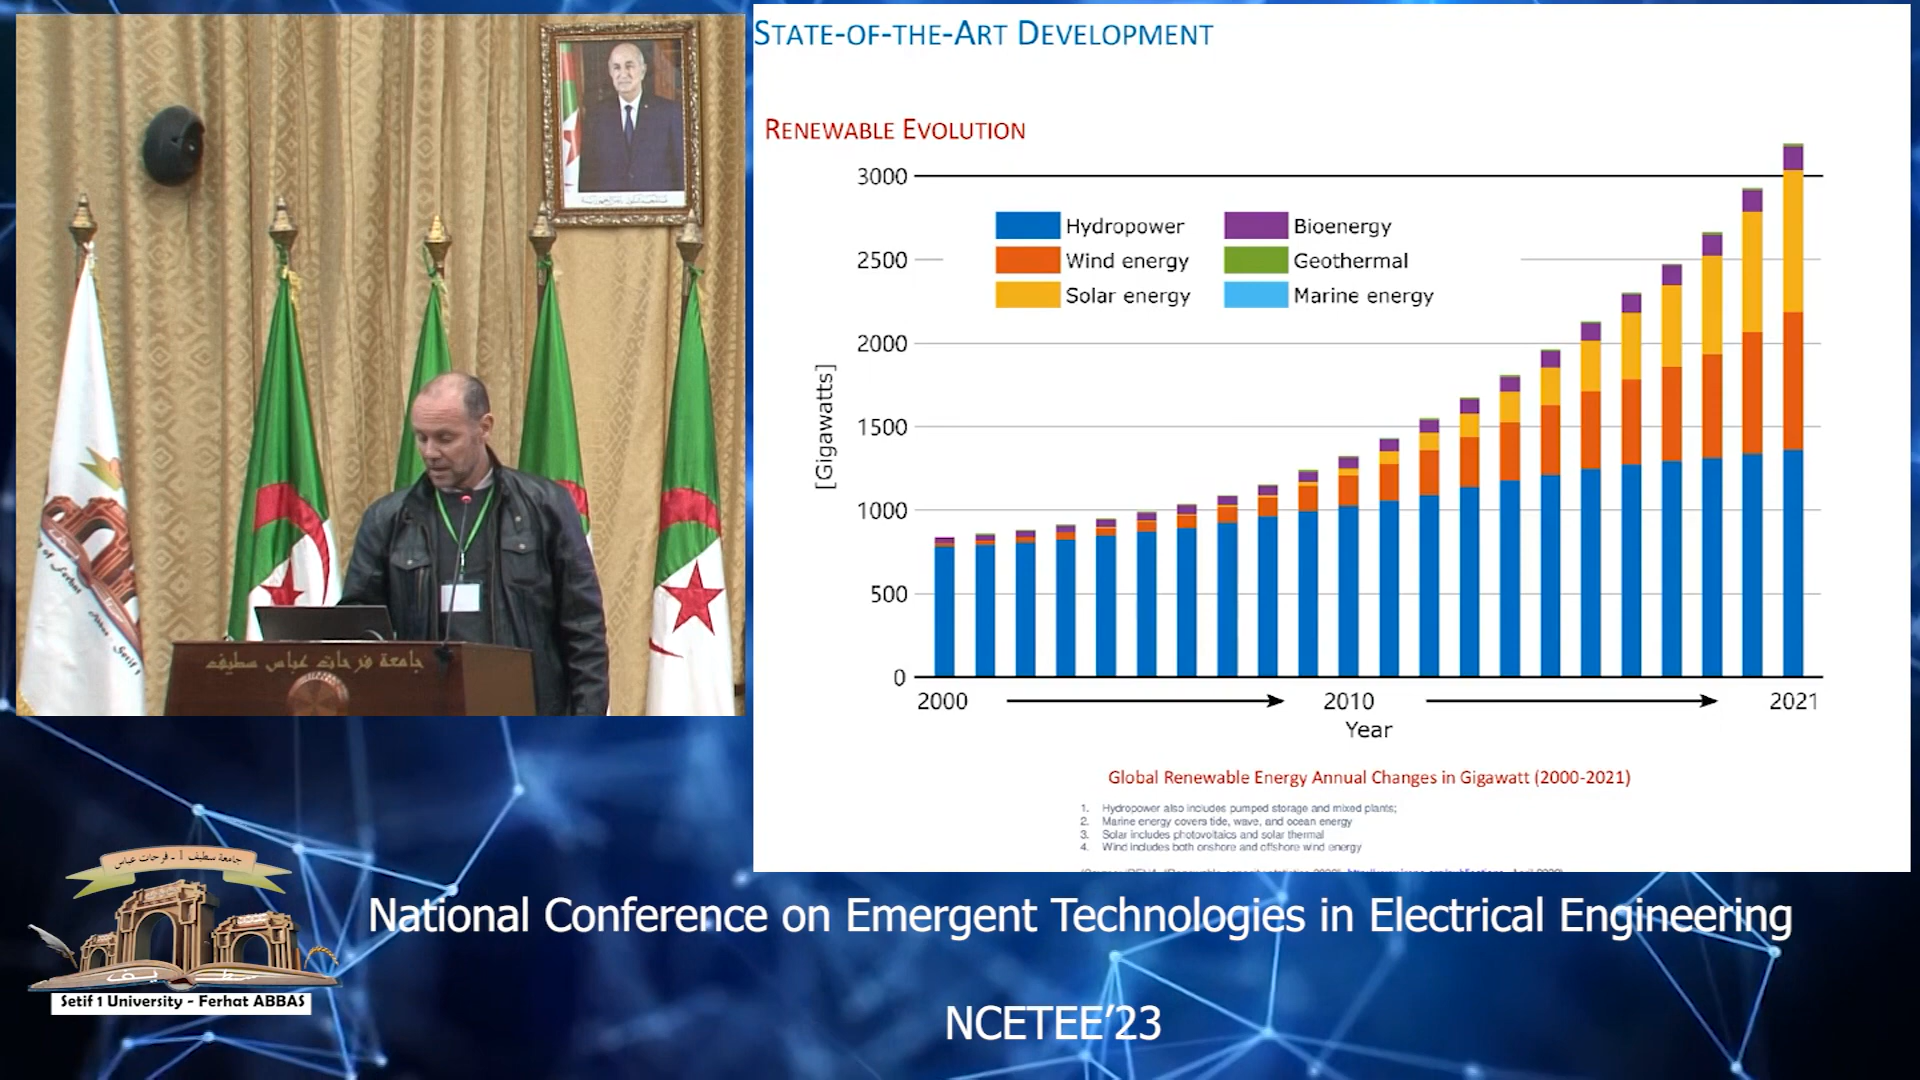 STATE-OF-THE-ART DEVELOPMENT
RENEWABLE EVOLUTION
3000
2500
2000
1500
1000
500
0
[Gigawatts]
Hydropower
Wind energy
Solar energy
Bioenergy
Geothermal
Marine energy
2000
2010
2021
Year
Global Renewable Energy Annual Changes in Gigawatt (2000-2021)
1. Hydropower also includes pumped storage and mixed plants;
2. Marine energy covers tide, wave, and ocean energy
3. Solar includes photovoltaics and solar thermal
4. Wind includes both onshore and offshore wind energy
جامعة فرحات عباس سطيف
Setif 1
جامعة سطيف 1 - فرحات عباس
سطيف
Setif 1 University - Ferhat ABBAS
National Conference on Emergent Technologies in Electrical Engineering
NCETEE'23